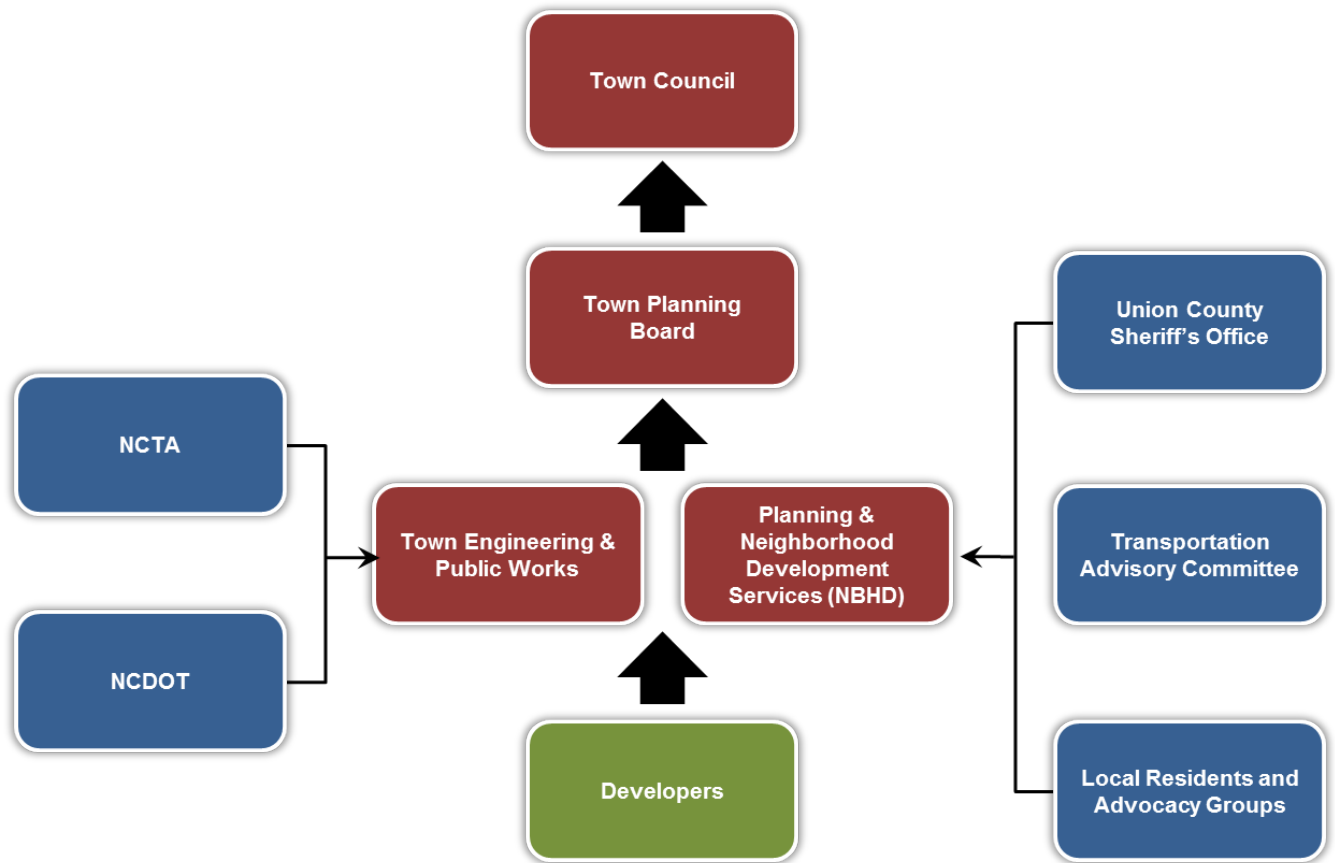 Town Council
Town Planning
Board
Union County
Sheriff's Office
NCTA
Town Engineering &
Public Works
Planning &
Neighborhood
Development
Services (NBHD)
Transportation
Advisory Committee
NCDOT
Developers
Local Residents and
Advocacy Groups